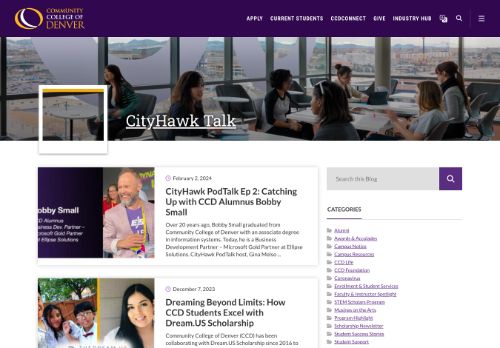 COMMUNITY
COLLEGE OF
DENVER
APPLY CURRENT STUDENTS CCDCONNECT GIVE INDUSTRY HUB
CityHawk Talk
February 2, 2024
CityHawk PodTalk Ep 2: Catching
Up with CCD Alumnus Bobby
Small
Over 20 years ago, Bobby Small graduated from
Community College of Denver with an associate degree
in information systems. Today, he is a Business
Development Partner – Microsoft Gold Partner at Ellipse
Solutions. CityHawk PodTalk host, Gina Moise ...
Bobby Small
CCD Alumnus
Business Dev. Partner –
Microsoft Gold Partner
and Ellipse Solutions
December 7, 2023
Dreaming Beyond Limits: How
CCD Students Excel with
Dream.US Scholarship
Community College of Denver (CCD) has been
collaborating with Dream.US Scholarship since 2016 to
Search this Blog
CATEGORIES
Alumni
Awards & Accolades
Campus Notice
Campus Resources
CCD Life
CCD Foundation
Coronavirus
Enrollment & Student Services
Faculty & Instructor Spotlight
STEM Scholars Program
Musings on the Arts
Program Highlight
Scholarship Newsletter
Student Success Stories
Student Support